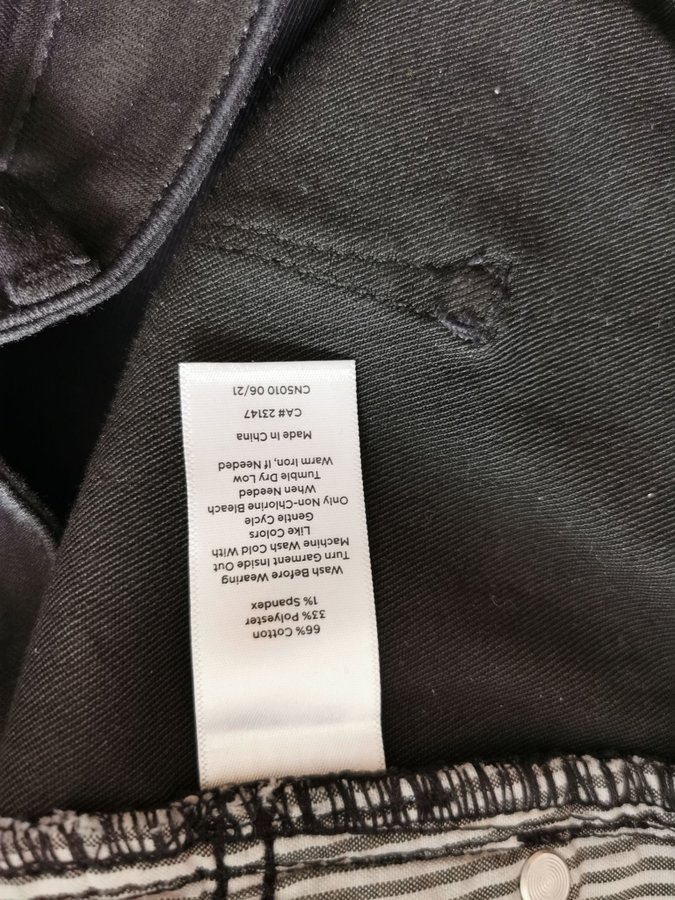 66% Cotton
33% Polyester
1% Spandex
Wash Before Wearing
Turn Garment Inside Out
Machine Wash Cold With
Like Colors
Gentle Cycle
Only Non-Chlorine Bleach
When Needed
Tumble Dry Low
Warm Iron, If Needed
Made In China
CA# 23147
CN5010 06/21